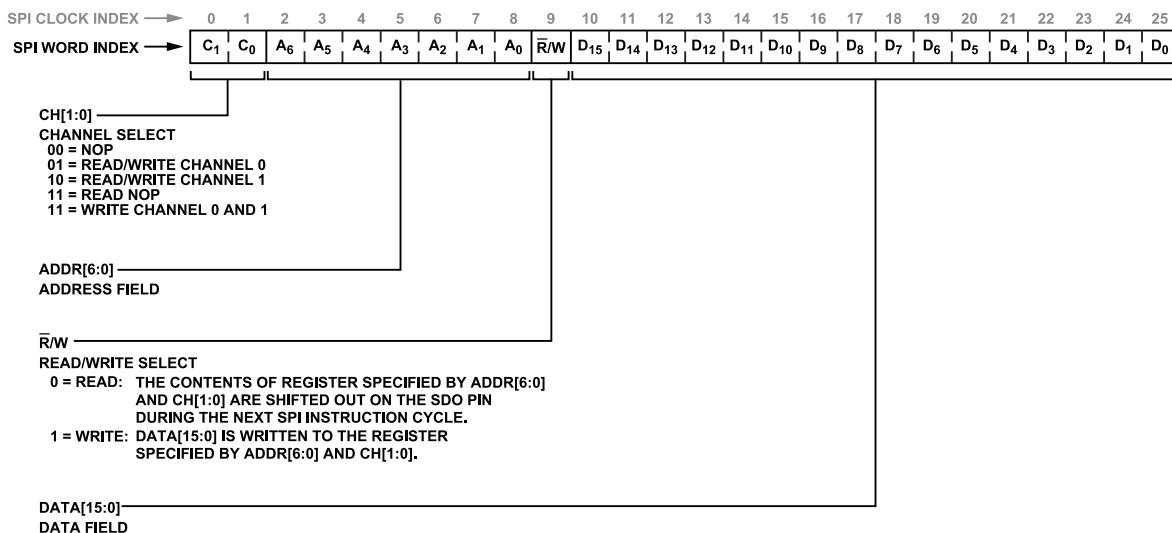 SPI CLOCK INDEX 0 1 2 3 4 5 6 7 8 9 10 11 12 13 14 15 16 17 18 19 20 21 22 23 24 25
SPI WORD INDEX C₁ C₀ A₆ A₅ A₄ A₃ A₂ A₁ A₀ R̅/W D₁₅ D₁₄ D₁₃ D₁₂ D₁₁ D₁₀ D₉ D₈ D₇ D₆ D₅ D₄ D₃ D₂ D₁ D₀
CH[1:0]
CHANNEL SELECT
00 = NOP
01 = READ/WRITE CHANNEL 0
10 = READ/WRITE CHANNEL 1
11 = READ NOP
11 = WRITE CHANNEL 0 AND 1
ADDR[6:0]
ADDRESS FIELD
R̅/W
READ/WRITE SELECT
0 = READ: THE CONTENTS OF REGISTER SPECIFIED BY ADDR[6:0]
AND CH[1:0] ARE SHIFTED OUT ON THE SDO PIN
DURING THE NEXT SPI INSTRUCTION CYCLE.
1 = WRITE: DATA[15:0] IS WRITTEN TO THE REGISTER
SPECIFIED BY ADDR[6:0] AND CH[1:0].
DATA[15:0]
DATA FIELD